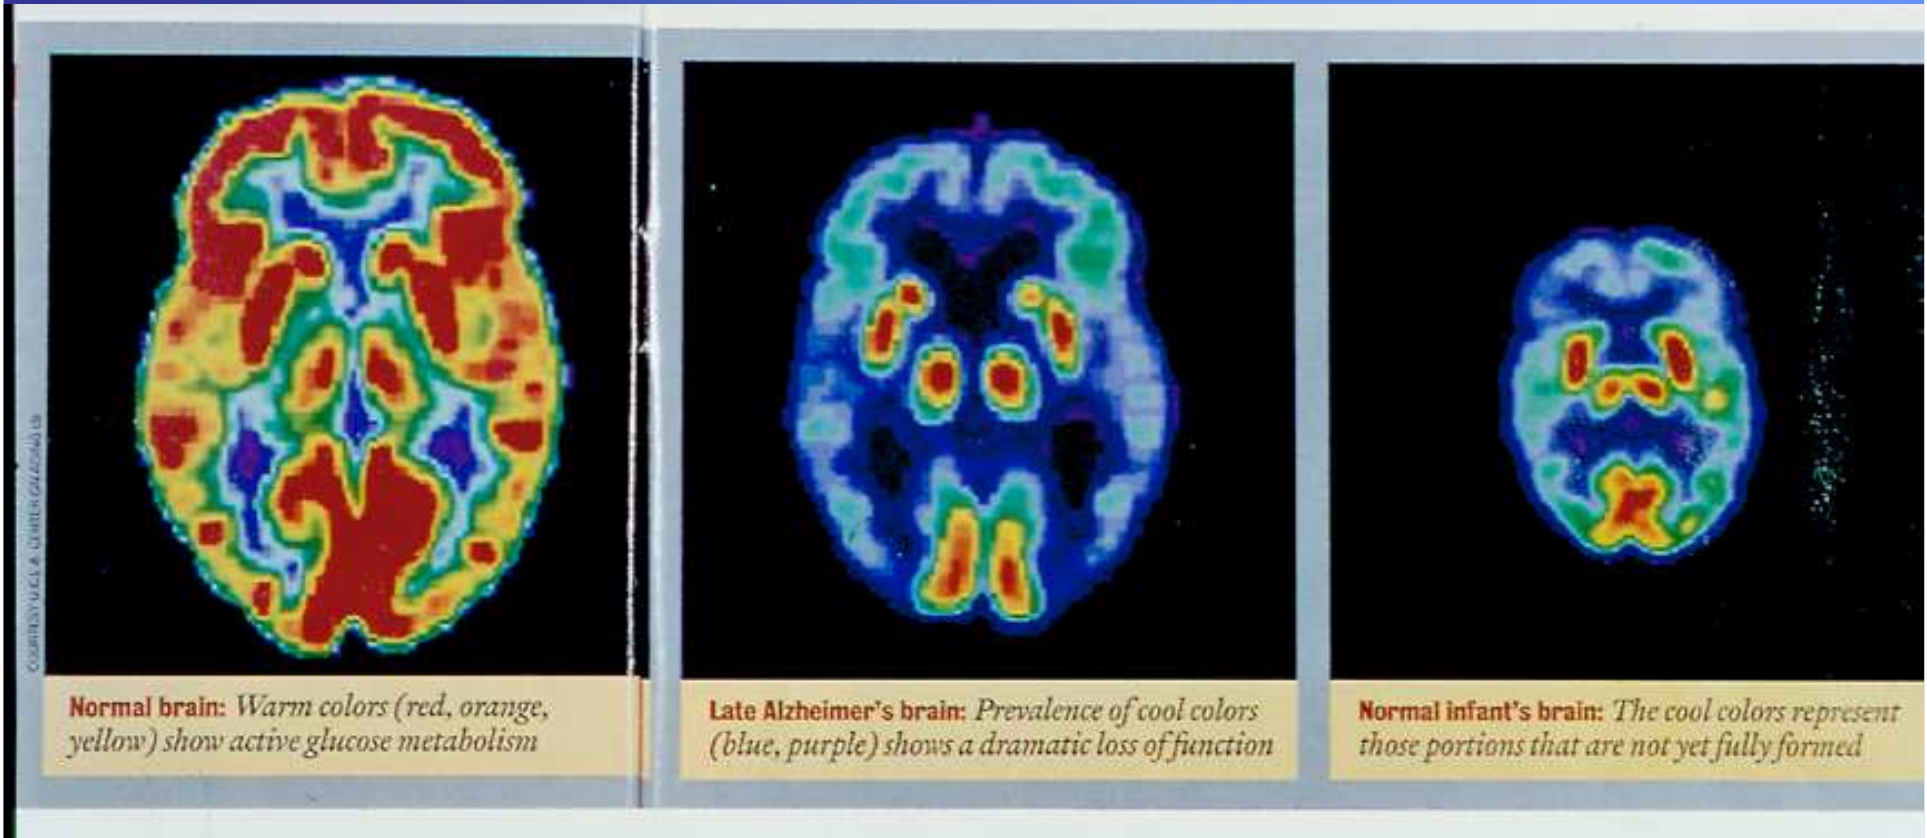 Normal brain: Warm colors (red, orange,
yellow) show active glucose metabolism
Late Alzheimer's brain: Prevalence of cool colors
(blue, purple) shows a dramatic loss of function
Normal infant's brain: The cool colors represent
those portions that are not yet fully formed
COURTESY U.C.L.A.